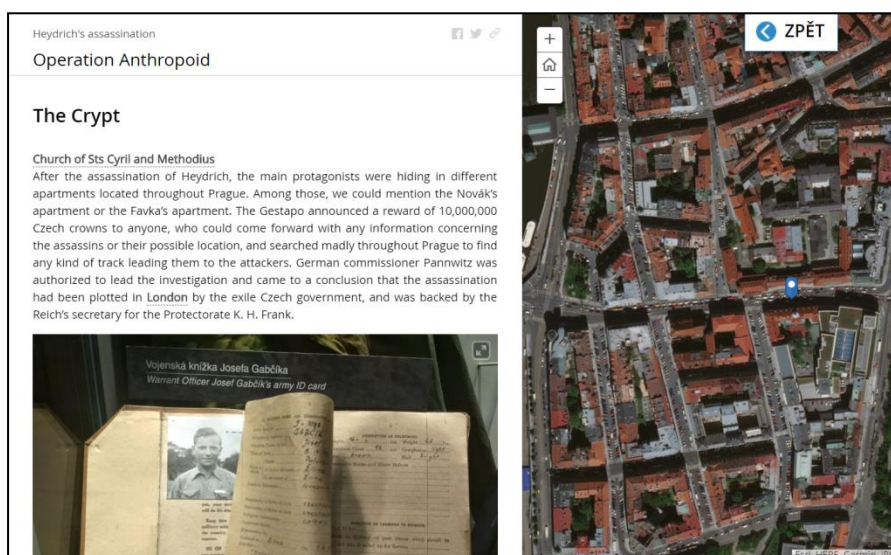 Heydrich's assassination
Operation Anthropoid
ZPĚT
The Crypt
Church of Sts Cyril and Methodius
After the assassination of Heydrich, the main protagonists were hiding in different
apartments located throughout Prague. Among those, we could mention the Novák's
apartment or the Favka's apartment. The Gestapo announced a reward of 10,000,000
Czech crowns to anyone, who could come forward with any information concerning
the assassins or their possible location, and searched madly throughout Prague to find
any kind of track leading them to the attackers. German commissioner Pannwitz was
authorized to lead the investigation and came to a conclusion that the assassination
had been plotted in London by the exile Czech government, and was backed by the
Reich's secretary for the Protectorate K. H. Frank.
Vojenská knížka Josefa Gabčíka
Warrant Officer Josef Gabčík's army ID card
Esri, HERE, Garmin